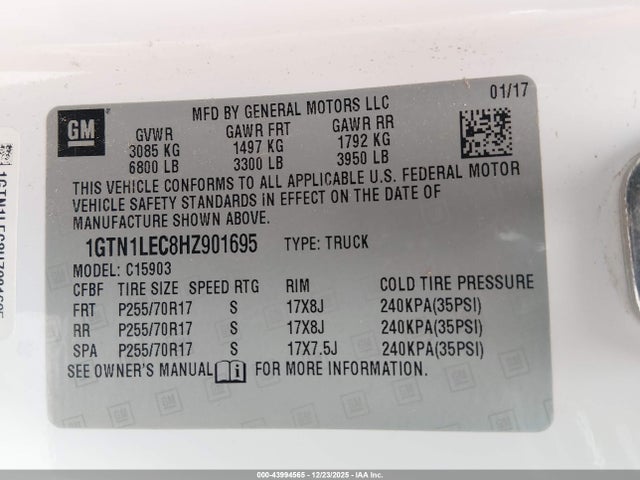 GM
MFD BY GENERAL MOTORS LLC 01/17
GVWR GAWR FRT GAWR RR
3085 KG 1497 KG 1792 KG
6800 LB 3300 LB 3950 LB
THIS VEHICLE CONFORMS TO ALL APPLICABLE U.S. FEDERAL MOTOR
VEHICLE SAFETY STANDARDS IN EFFECT ON THE DATE OF
MANUFACTURE SHOWN ABOVE.
1GTN1LEC8HZ901695 TYPE: TRUCK
MODEL: C15903
CFBF TIRE SIZE SPEED RTG RIM COLD TIRE PRESSURE
FRT P255/70R17 S 17X8J 240KPA(35PSI)
RR P255/70R17 S 17X8J 240KPA(35PSI)
SPA P255/70R17 S 17X7.5J 240KPA(35PSI)
SEE OWNER'S MANUAL FOR MORE INFORMATION.
000-43994565 - 12/23/2025 - IAA Inc.